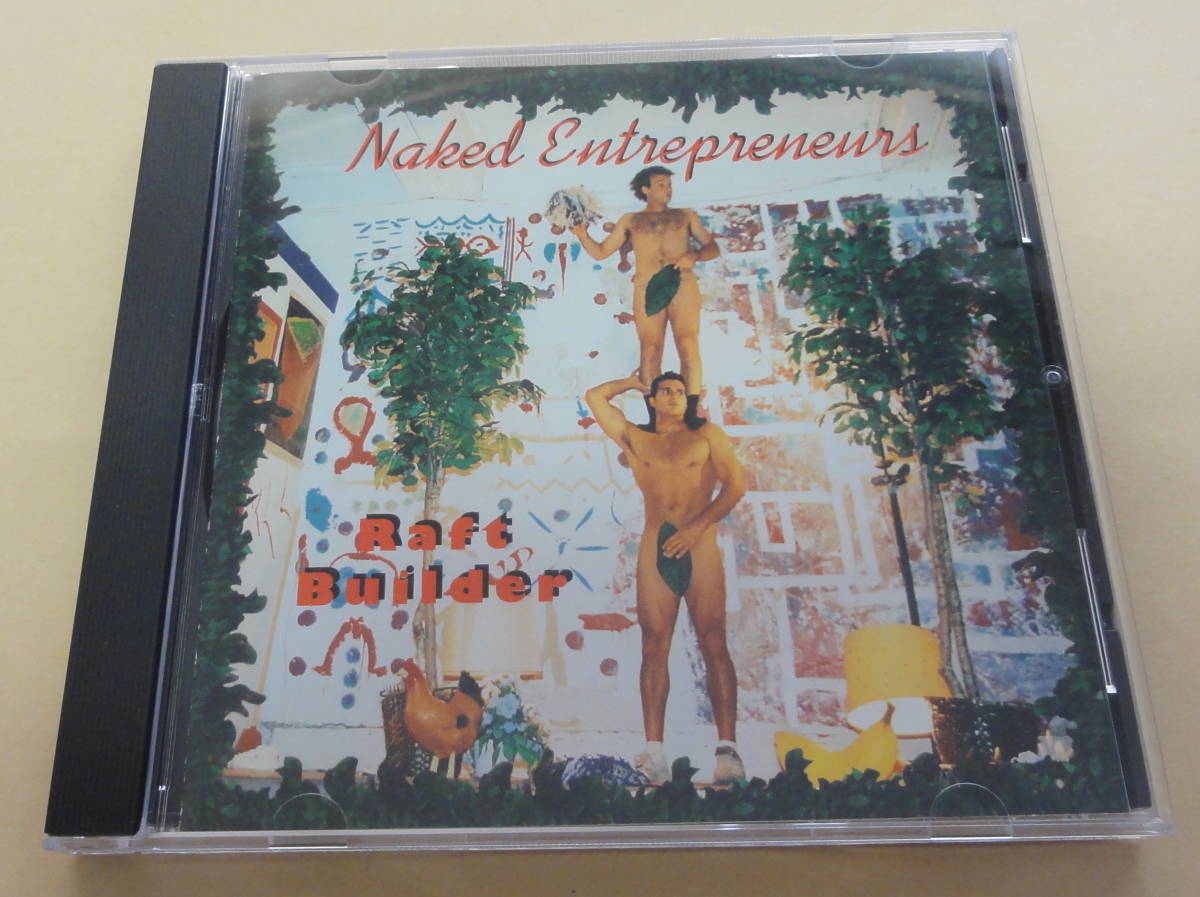 Naked Entrepreneurs
Raft
Builder